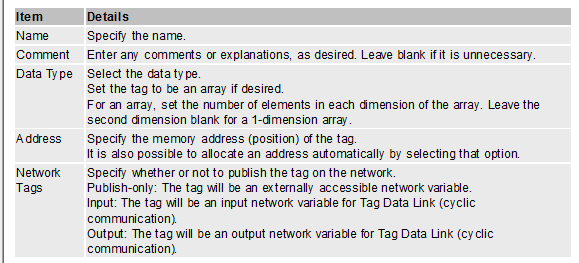 Item Details
Name Specify the name.
Comment Enter any comments or explanations, as desired. Leave blank if it is unnecessary.
Data Type Select the data type.
Set the tag to be an array if desired.
For an array, set the number of elements in each dimension of the array. Leave the
second dimension blank for a 1-dimension array.
Address Specify the memory address (position) of the tag.
It is also possible to allocate an address automatically by selecting that option.
Network Specify whether or not to publish the tag on the network.
Tags Publish-only: The tag will be an externally accessible network variable.
Input: The tag will be an input network variable for Tag Data Link (cyclic
communication).
Output: The tag will be an output network variable for Tag Data Link (cyclic
communication).